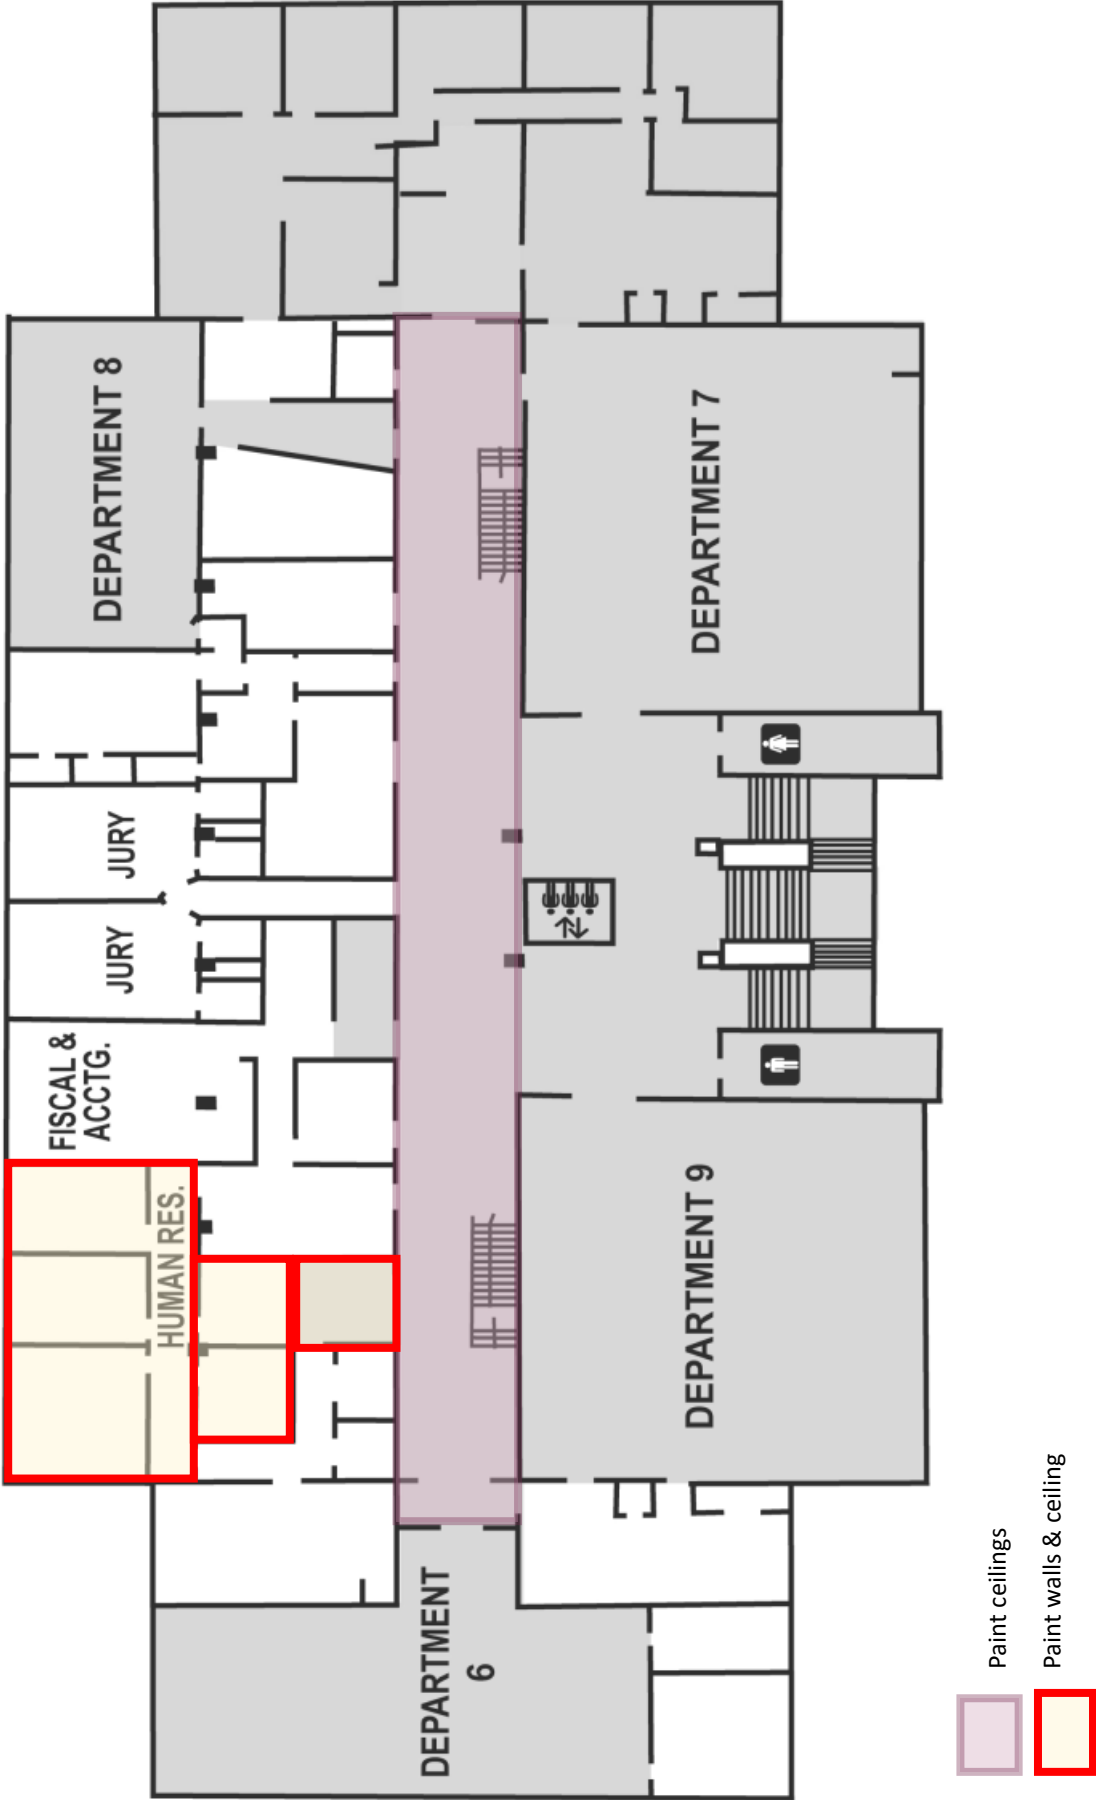 DEPARTMENT 8
DEPARTMENT 7
JURY
JURY
FISCAL &
ACCTG.
HUMAN RES.
DEPARTMENT 9
DEPARTMENT
6
Paint ceilings
Paint walls & ceiling